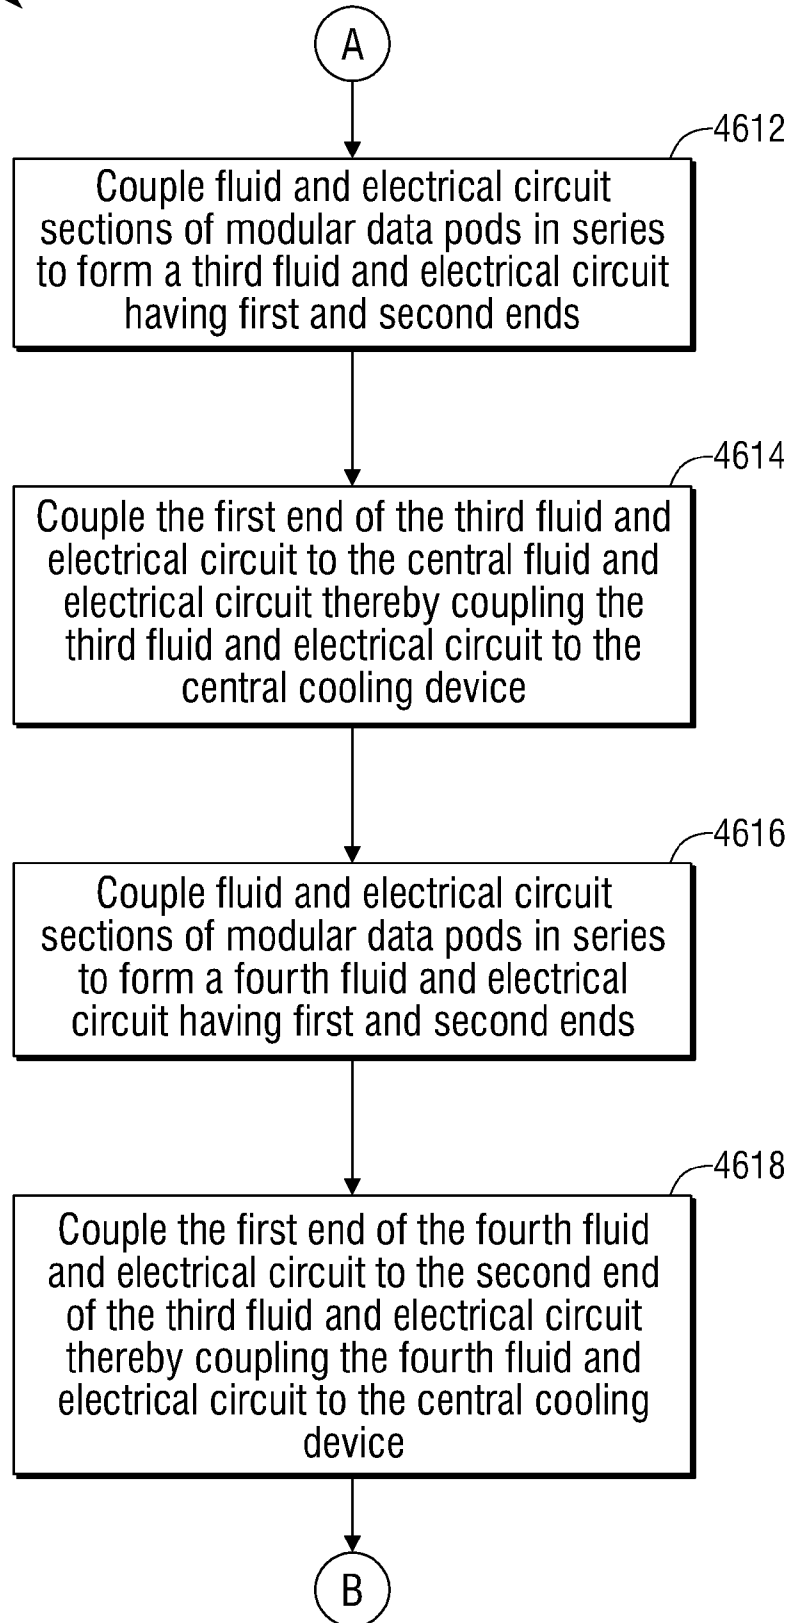 A
4612
Couple fluid and electrical circuit
sections of modular data pods in series
to form a third fluid and electrical circuit
having first and second ends
4614
Couple the first end of the third fluid and
electrical circuit to the central fluid and
electrical circuit thereby coupling the
third fluid and electrical circuit to the
central cooling device
4616
Couple fluid and electrical circuit
sections of modular data pods in series
to form a fourth fluid and electrical
circuit having first and second ends
4618
Couple the first end of the fourth fluid
and electrical circuit to the second end
of the third fluid and electrical circuit
thereby coupling the fourth fluid and
electrical circuit to the central cooling
device
B